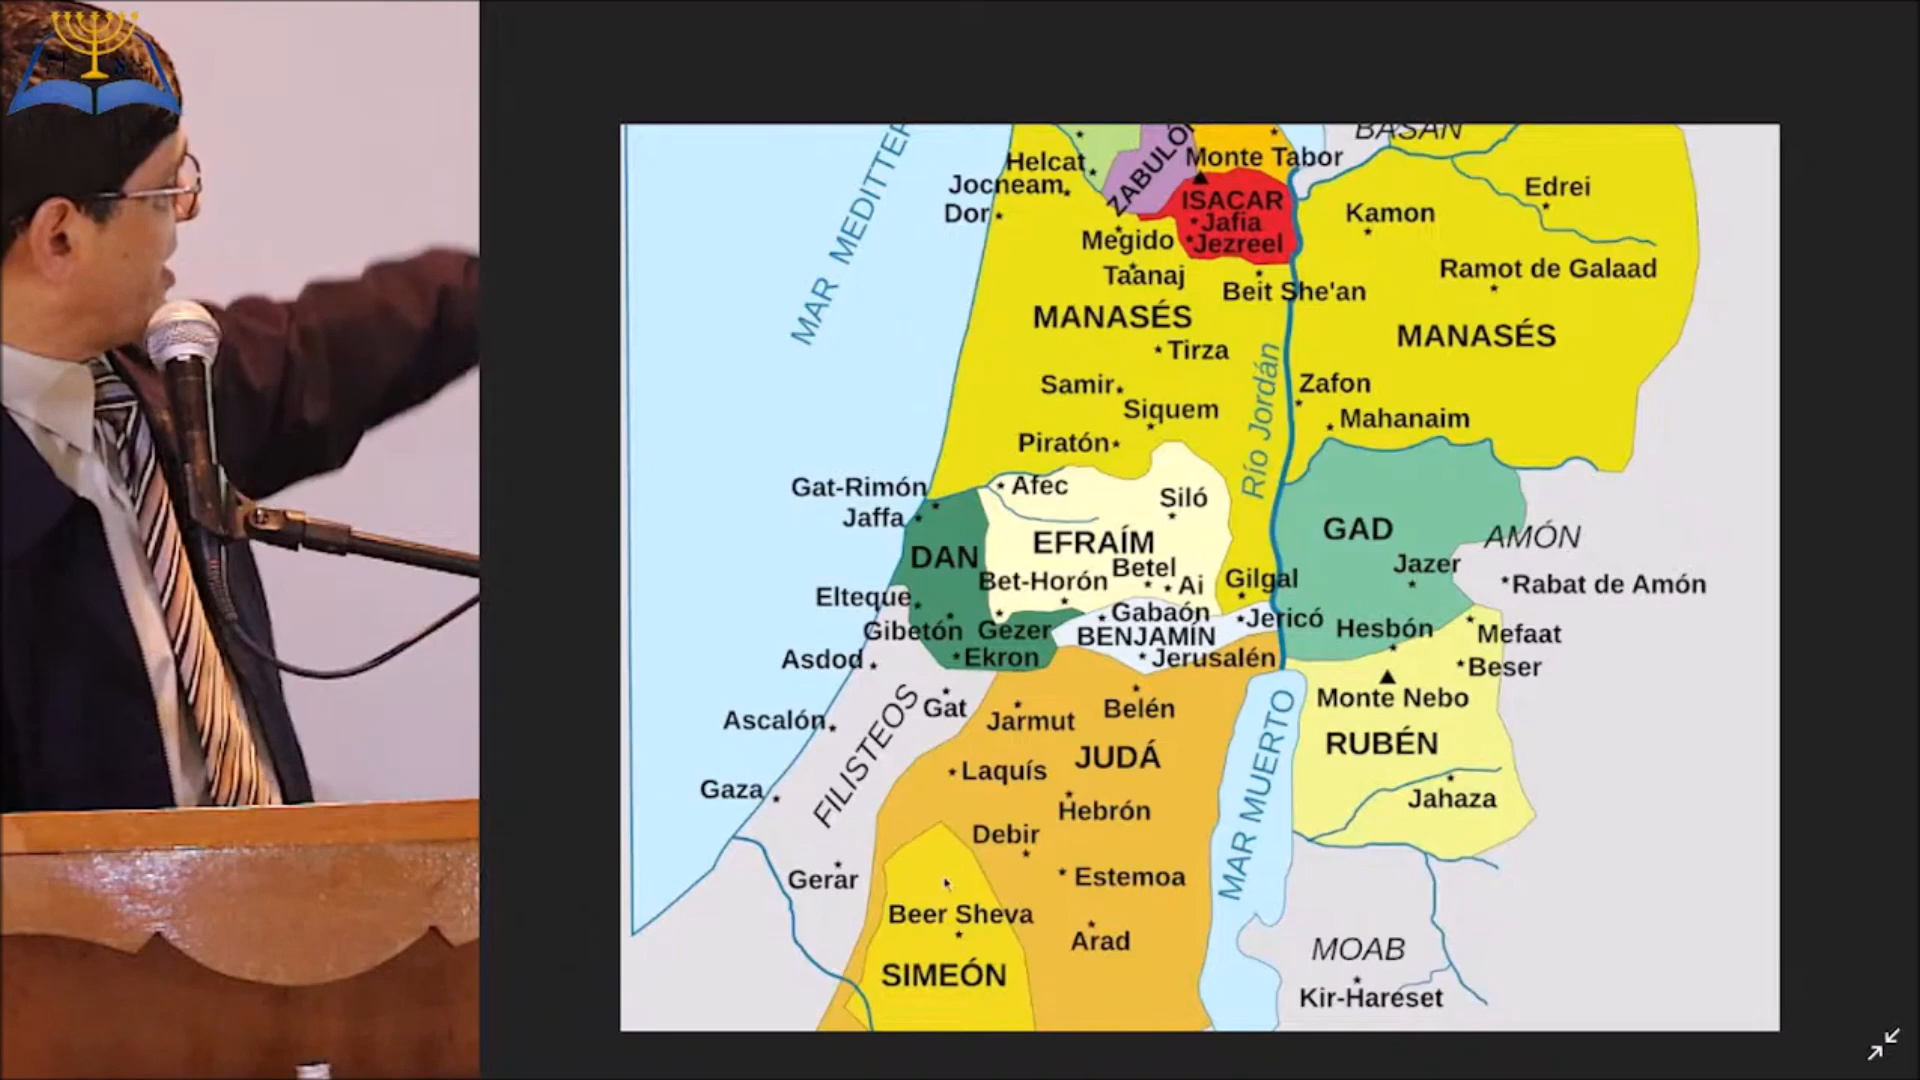 BASÁN
MAR MEDITTER
Helcat
ZABULÓ
Monte Tabor
Jocneam
Edrei
Dor
ISACAR
Kamon
Jafia
Megido
Jezreel
Taanaj
Ramot de Galaad
Beit She'an
MANASÉS
MANASÉS
Tirza
Río Jordán
Samir
Zafon
Siquem
Mahanaim
Piratón
Gat-Rimón
Afec
Siló
Jaffa
GAD
AMÓN
EFRAÍM
DAN
Betel
Jazer
Bet-Horón
Ai
Gilgal
Rabat de Amón
Elteque
Gabaón
Jericó
Gibetón
Gezer
BENJAMÍN
Hesbón
Mefaat
Asdod
Ekron
Jerusalén
Beser
FILISTEOS
Gat
Jarmut
Belén
Monte Nebo
Ascalón
RUBÉN
JUDÁ
MAR MUERTO
Laquís
Gaza
Jahaza
Hebrón
Debir
Gerar
Estemoa
Beer Sheva
Arad
MOAB
SIMEÓN
Kir-Hareset